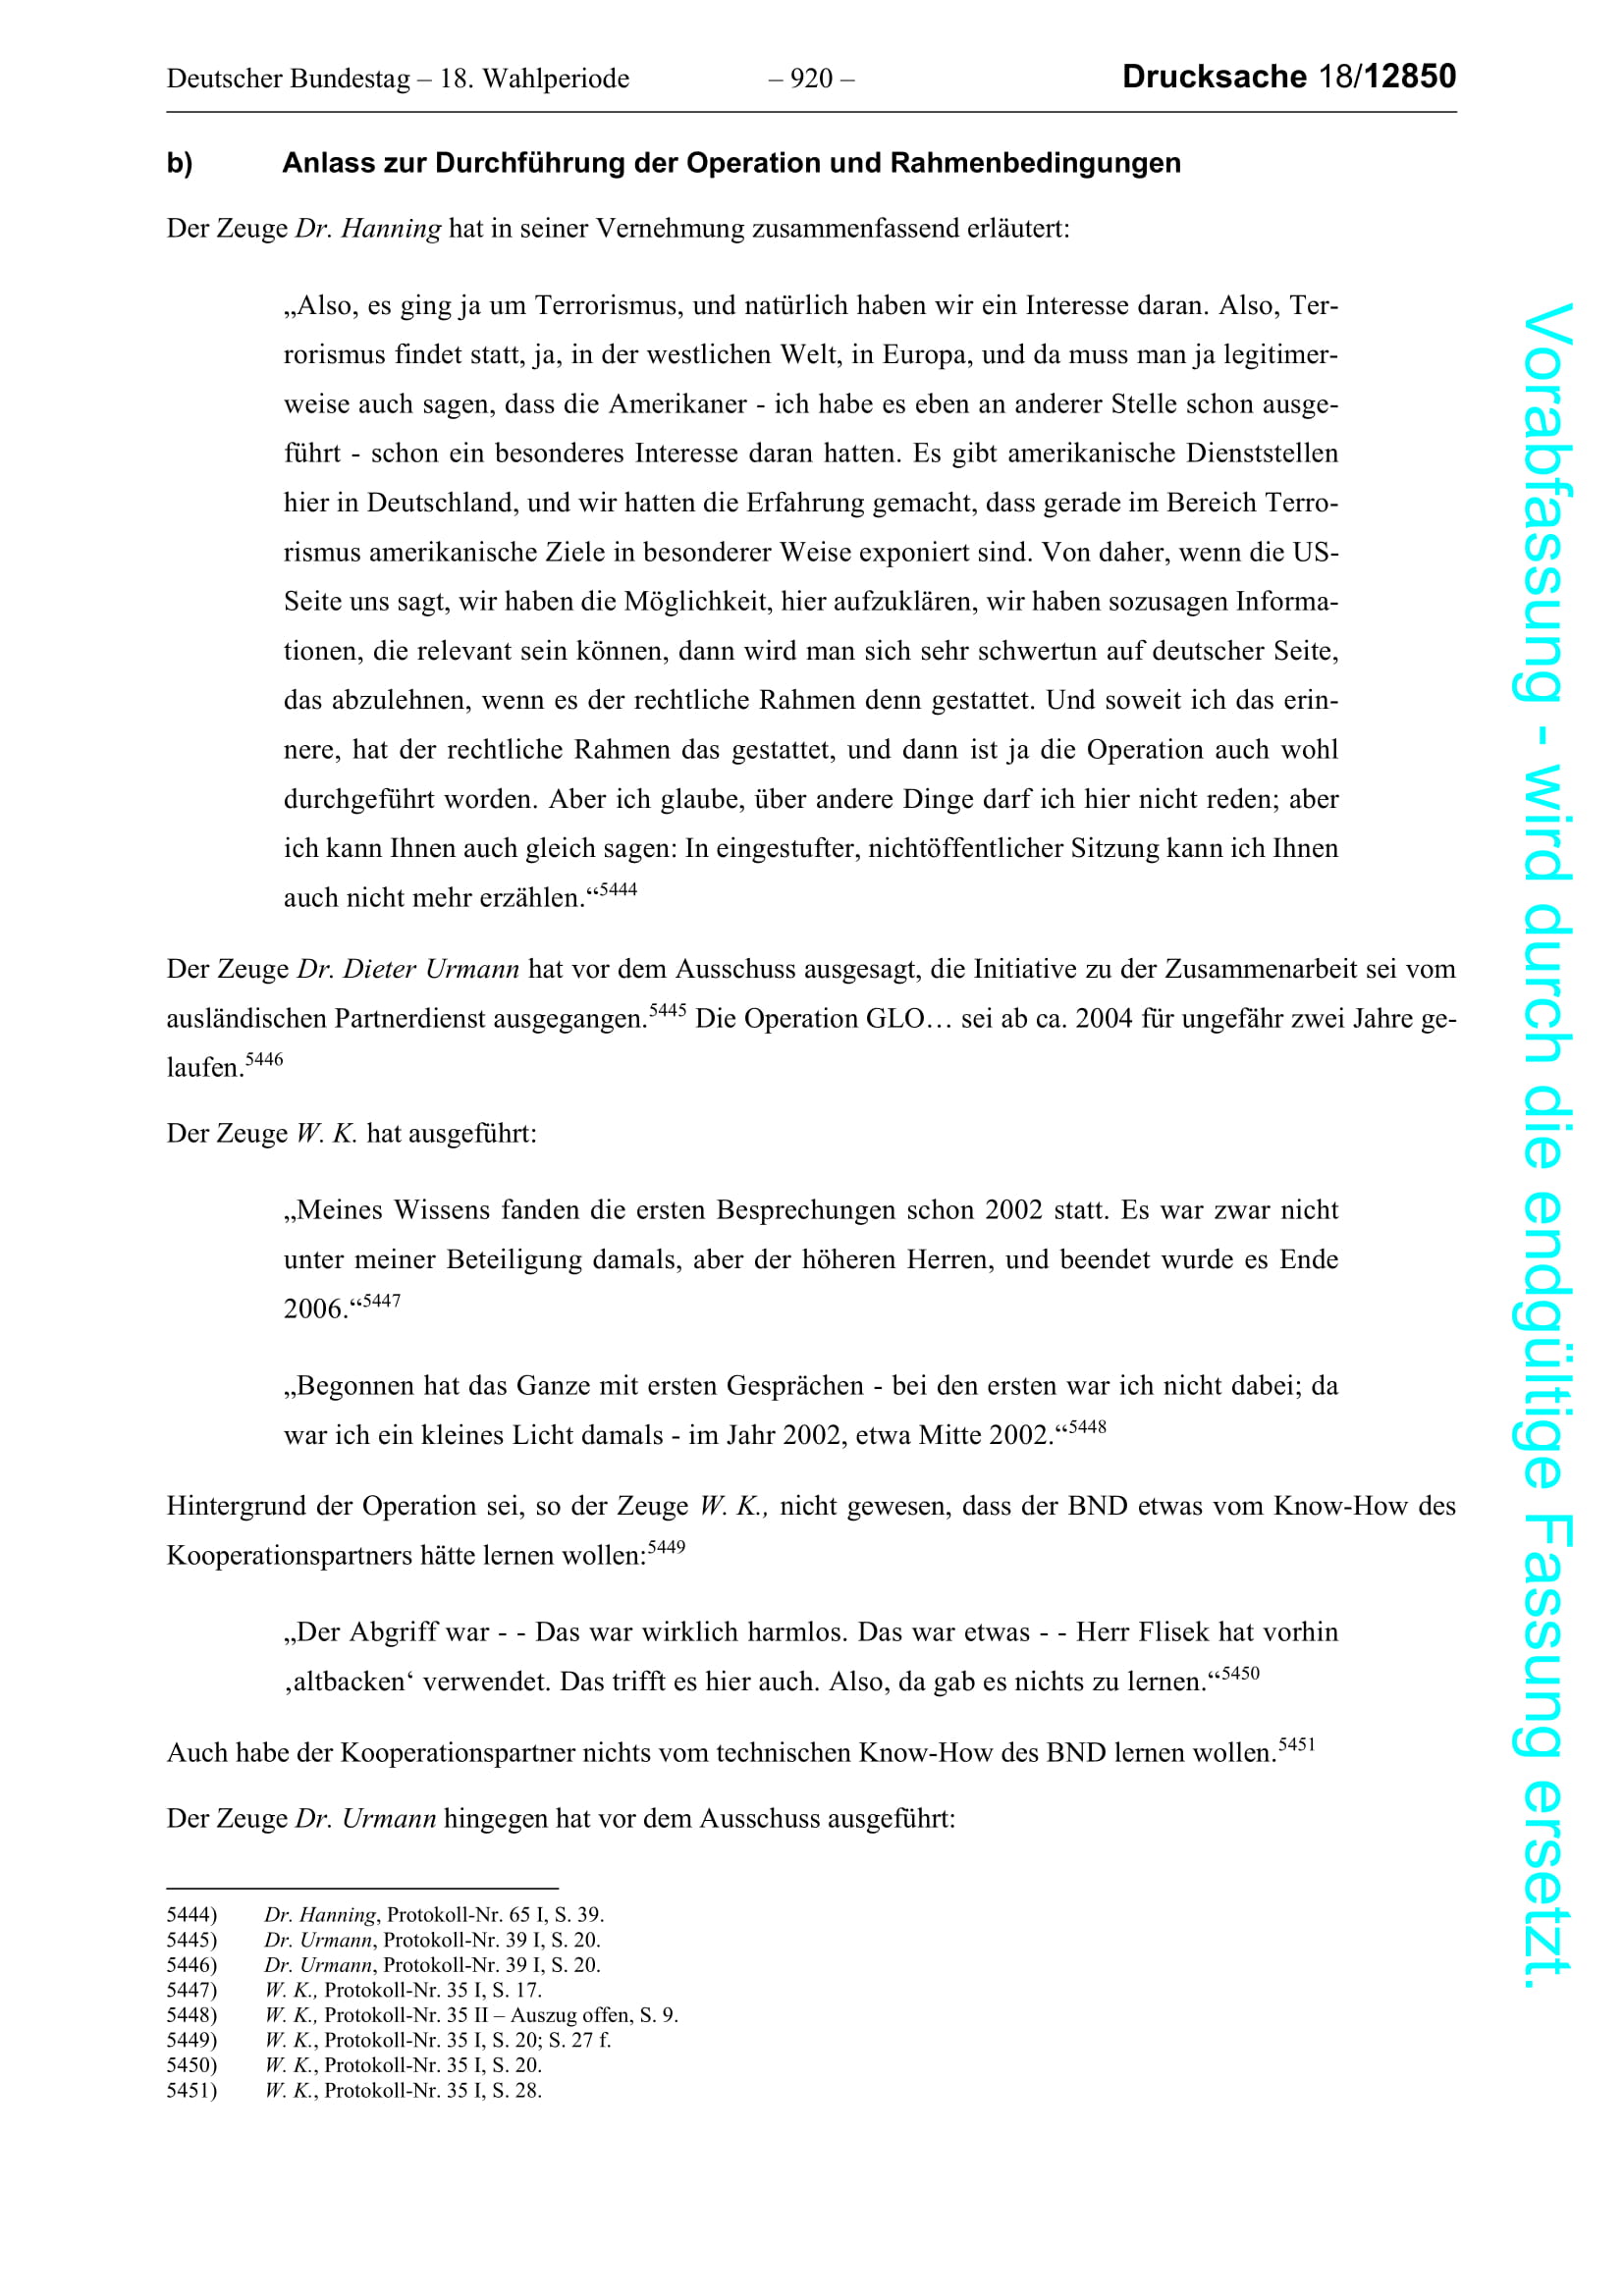 Deutscher Bundestag – 18. Wahlperiode – 920 – Drucksache 18/12850
b) Anlass zur Durchführung der Operation und Rahmenbedingungen
Der Zeuge Dr. Hanning hat in seiner Vernehmung zusammenfassend erläutert:
„Also, es ging ja um Terrorismus, und natürlich haben wir ein Interesse daran. Also, Ter-
rorismus findet statt, ja, in der westlichen Welt, in Europa, und da muss man ja legitimer-
weise auch sagen, dass die Amerikaner - ich habe es eben an anderer Stelle schon ausge-
führt - schon ein besonderes Interesse daran hatten. Es gibt amerikanische Dienststellen
hier in Deutschland, und wir hatten die Erfahrung gemacht, dass gerade im Bereich Terro-
rismus amerikanische Ziele in besonderer Weise exponiert sind. Von daher, wenn die US-
Seite uns sagt, wir haben die Möglichkeit, hier aufzuklären, wir haben sozusagen Informa-
tionen, die relevant sein können, dann wird man sich sehr schwertun auf deutscher Seite,
das abzulehnen, wenn es der rechtliche Rahmen denn gestattet. Und soweit ich das erin-
nere, hat der rechtliche Rahmen das gestattet, und dann ist ja die Operation auch wohl
durchgeführt worden. Aber ich glaube, über andere Dinge darf ich hier nicht reden; aber
ich kann Ihnen auch gleich sagen: In eingestufter, nichtöffentlicher Sitzung kann ich Ihnen
auch nicht mehr erzählen.“5444
Der Zeuge Dr. Dieter Urmann hat vor dem Ausschuss ausgesagt, die Initiative zu der Zusammenarbeit sei vom
ausländischen Partnerdienst ausgegangen.5445 Die Operation GLO… sei ab ca. 2004 für ungefähr zwei Jahre ge-
laufen.5446
Der Zeuge W. K. hat ausgeführt:
„Meines Wissens fanden die ersten Besprechungen schon 2002 statt. Es war zwar nicht
unter meiner Beteiligung damals, aber der höheren Herren, und beendet wurde es Ende
2006.“5447
„Begonnen hat das Ganze mit ersten Gesprächen - bei den ersten war ich nicht dabei; da
war ich ein kleines Licht damals - im Jahr 2002, etwa Mitte 2002.“5448
Hintergrund der Operation sei, so der Zeuge W. K., nicht gewesen, dass der BND etwas vom Know-How des
Kooperationspartners hätte lernen wollen:5449
„Der Abgriff war - - Das war wirklich harmlos. Das war etwas - - Herr Flisek hat vorhin
‚altbacken‘ verwendet. Das trifft es hier auch. Also, da gab es nichts zu lernen.“5450
Auch habe der Kooperationspartner nichts vom technischen Know-How des BND lernen wollen.5451
Der Zeuge Dr. Urmann hingegen hat vor dem Ausschuss ausgeführt:
5444) Dr. Hanning, Protokoll-Nr. 65 I, S. 39.
5445) Dr. Urmann, Protokoll-Nr. 39 I, S. 20.
5446) Dr. Urmann, Protokoll-Nr. 39 I, S. 20.
5447) W. K., Protokoll-Nr. 35 I, S. 17.
5448) W. K., Protokoll-Nr. 35 II – Auszug offen, S. 9.
5449) W. K., Protokoll-Nr. 35 I, S. 20; S. 27 f.
5450) W. K., Protokoll-Nr. 35 I, S. 20.
5451) W. K., Protokoll-Nr. 35 I, S. 28.
Vorabfassung - wird durch die endgültige Fassung ersetzt.